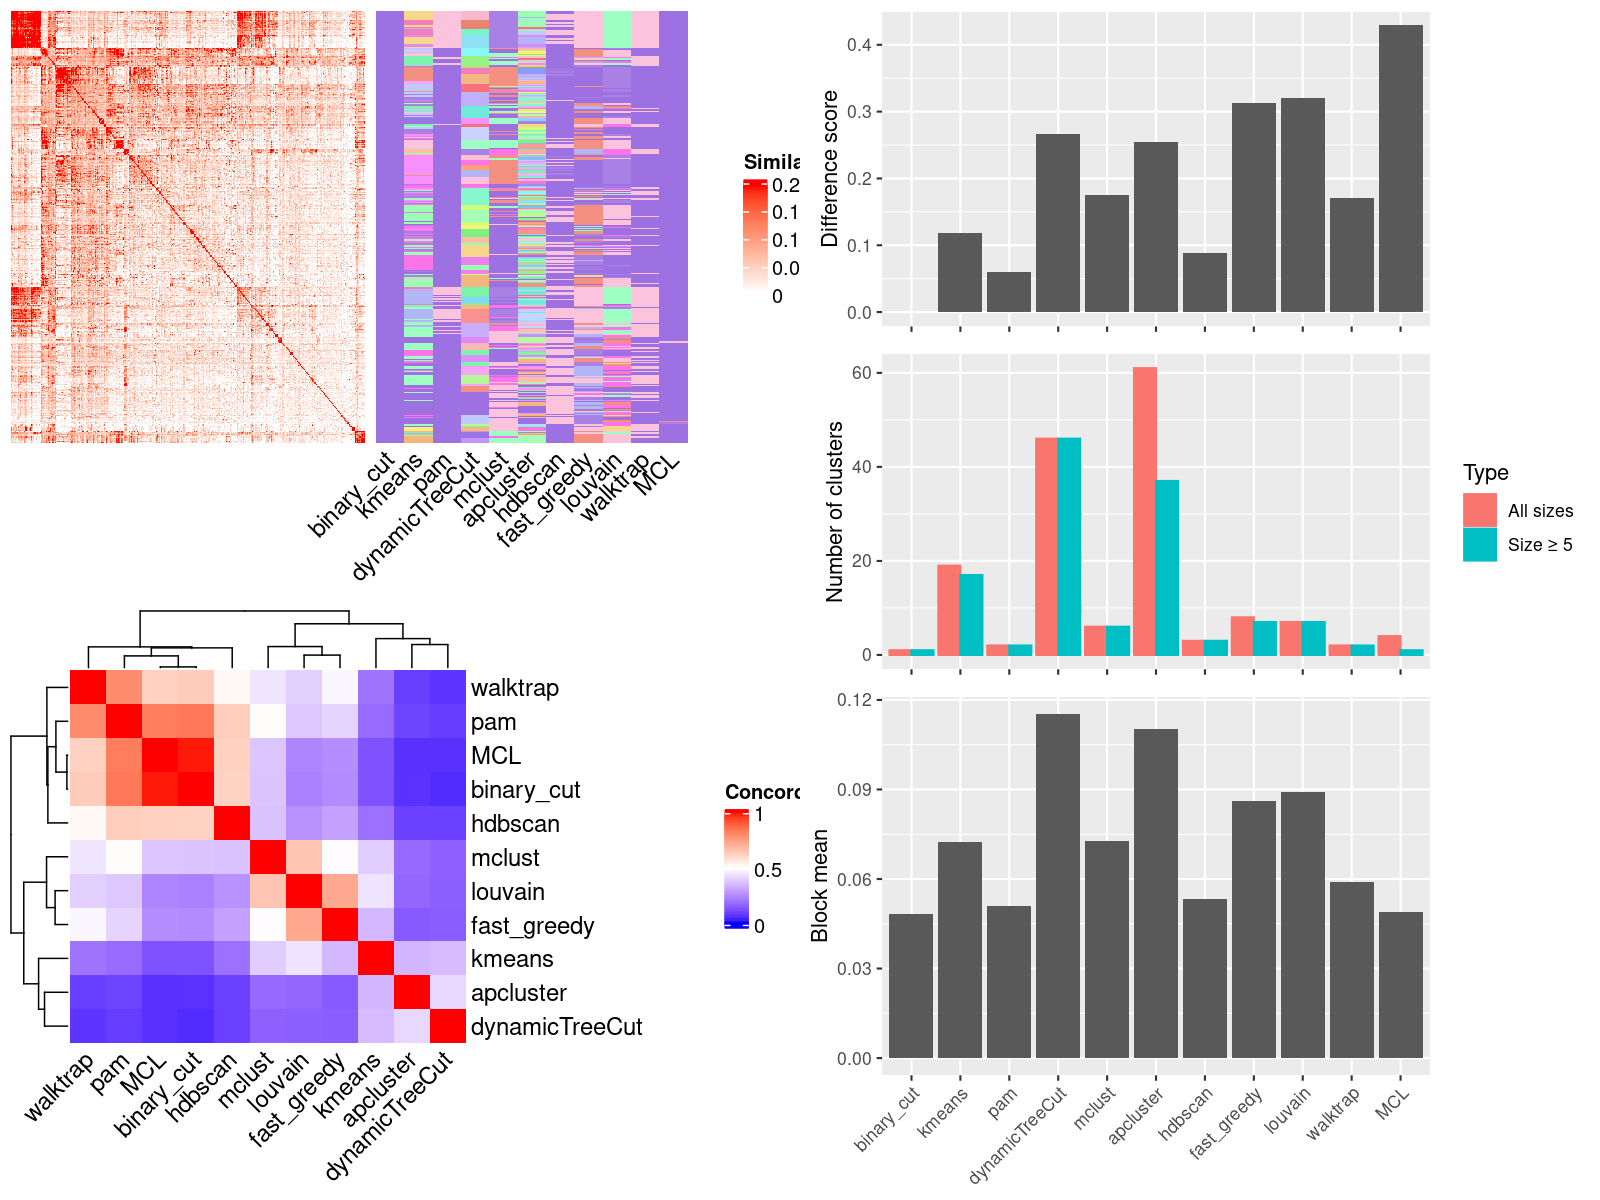 Simila
0.2
0.1
0.1
0.0
0
binary_cut
kmeans
pam
dynamicTreeCut
mclust
apcluster
hdbscan
fast_greedy
louvain
walktrap
MCL
Difference score
0.4
0.3
0.2
0.1
0.0
Number of clusters
60
40
20
0
Type
All sizes
Size ≥ 5
walktrap
pam
MCL
binary_cut
hdbscan
mclust
louvain
fast_greedy
kmeans
apcluster
dynamicTreeCut
walktrap
pam
MCL
binary_cut
hdbscan
mclust
louvain
fast_greedy
kmeans
apcluster
dynamicTreeCut
Concord
1
0.5
0
Block mean
0.12
0.09
0.06
0.03
0.00
binary_cut
kmeans
pam
dynamicTreeCut
mclust
apcluster
hdbscan
fast_greedy
louvain
walktrap
MCL